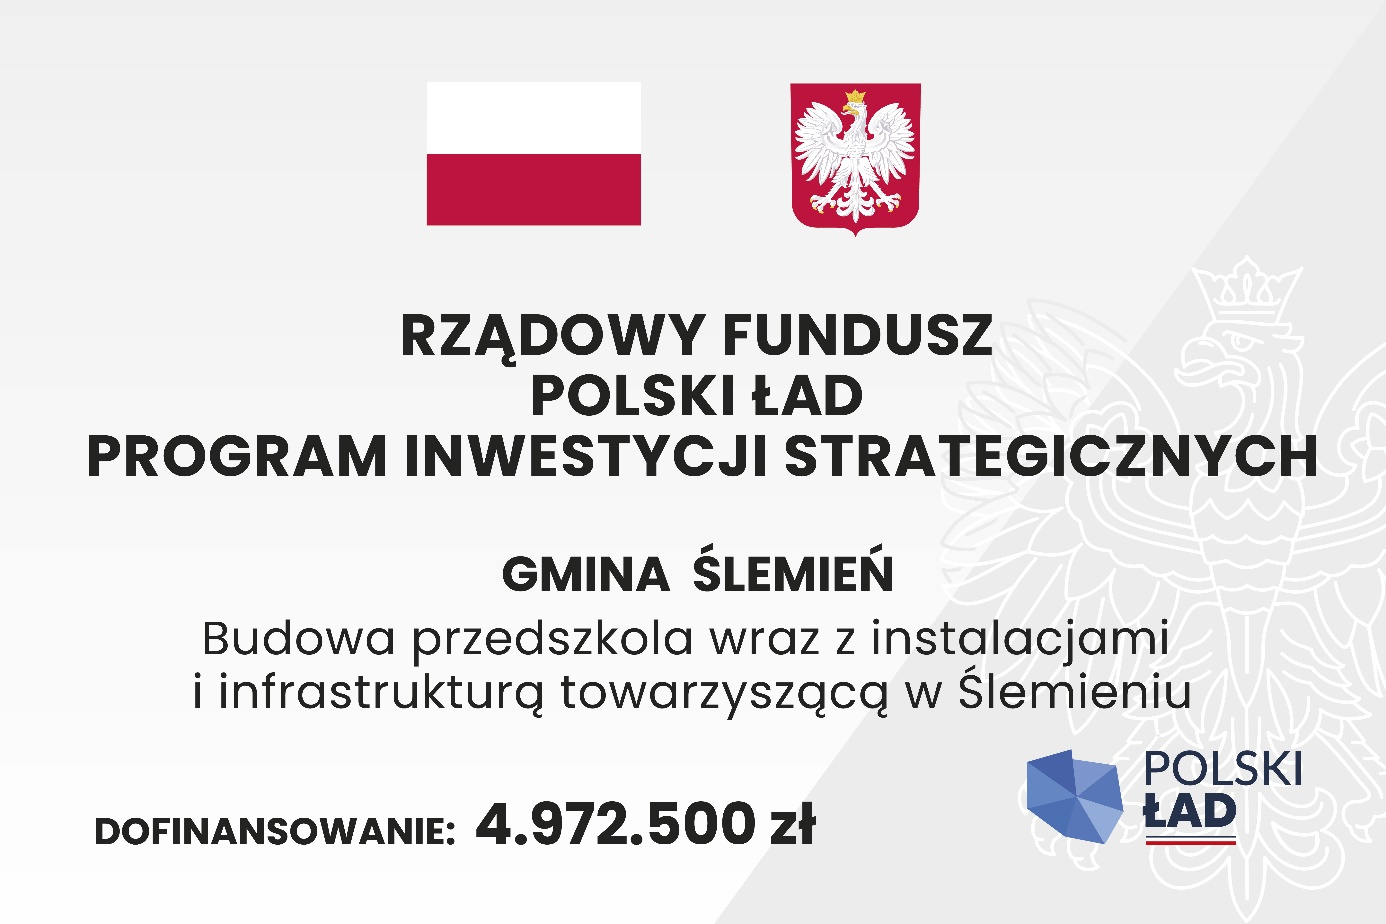 RZĄDOWY FUNDUSZ
POLSKI ŁAD
PROGRAM INWESTYCJI STRATEGICZNYCH
GMINA ŚLEMIEŃ
Budowa przedszkola wraz z instalacjami
i infrastrukturą towarzyszącą w Ślemieniu
DOFINANSOWANIE: 4.972.500 zł
POLSKI
ŁAD